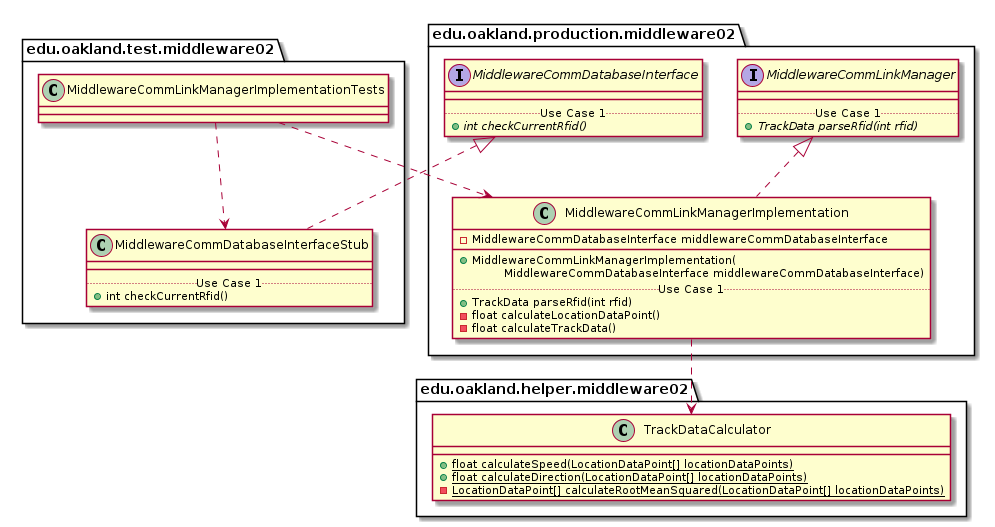 edu.oakland.test.middleware02
C MiddlewareCommLinkManagerImplementationTests
C MiddlewareCommDatabaseInterfaceStub
Use Case 1
int checkCurrentRfid()
edu.oakland.production.middleware02
I MiddlewareCommDatabaseInterface
Use Case 1
int checkCurrentRfid()
I MiddlewareCommLinkManager
Use Case 1
TrackData parseRfid(int rfid)
C MiddlewareCommLinkManagerImplementation
MiddlewareCommDatabaseInterface middlewareCommDatabaseInterface
MiddlewareCommLinkManagerImplementation(
MiddlewareCommDatabaseInterface middlewareCommDatabaseInterface)
Use Case 1
TrackData parseRfid(int rfid)
float calculateLocationDataPoint()
float calculateTrackData()
edu.oakland.helper.middleware02
C TrackDataCalculator
float calculateSpeed(LocationDataPoint[] locationDataPoints)
float calculateDirection(LocationDataPoint[] locationDataPoints)
LocationDataPoint[] calculateRootMeanSquared(LocationDataPoint[] locationDataPoints)